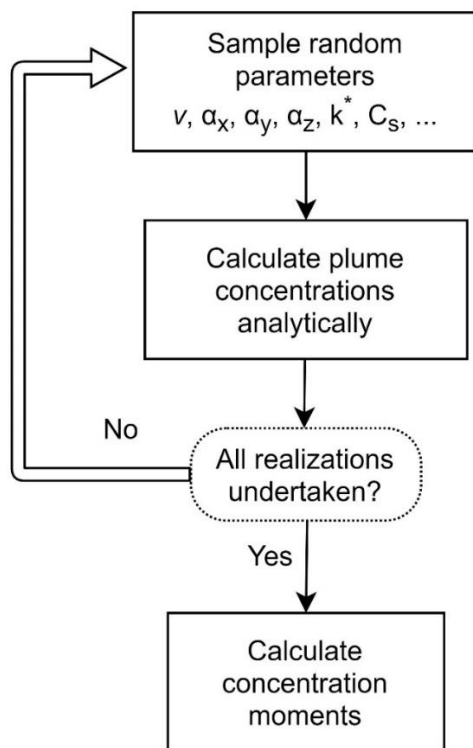 Sample random
parameters
v, αx, αy, αz, k*, Cs, ...
Calculate plume
concentrations
analytically
No
All realizations
undertaken?
Yes
Calculate
concentration
moments